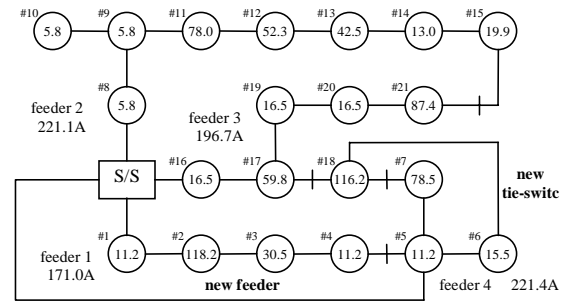 #10 #9 #11 #12 #13 #14 #15
5.8 5.8 78.0 52.3 42.5 13.0 19.9
#8 #19 #20 #21
feeder 2 5.8 feeder 3 16.5 16.5 87.4
221.1A 196.7A
#16 #17 #18 #7 new
S/S 16.5 59.8 116.2 78.5 tie-switc
#1 #2 #3 #4 #5 #6
feeder 1 11.2 118.2 30.5 11.2 11.2 15.5
171.0A new feeder feeder 4 221.4A